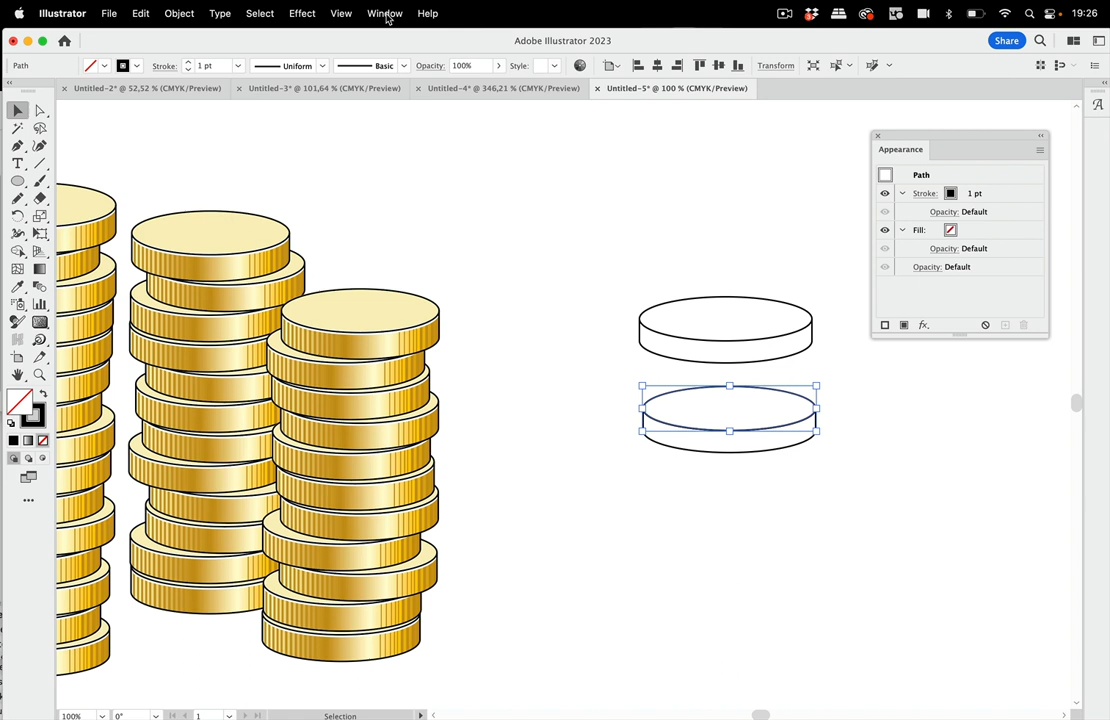 Illustrator File Edit Object Type Select Effect View Window Help 3 19:26
Adobe Illustrator 2023
Share
Path Stroke: 1 pt Uniform Basic Opacity: 100% Style: Transform
Untitled-2* @ 52,52 % (CMYK/Preview) Untitled-3* @ 101,64 % (CMYK/Preview) Untitled-4* @ 346,21 % (CMYK/Preview) Untitled-5* @ 100 % (CMYK/Preview)
Appearance
Path
Stroke: 1 pt
Opacity: Default
Fill:
Opacity: Default
Opacity: Default
fx.
100% 0° 1 Selection